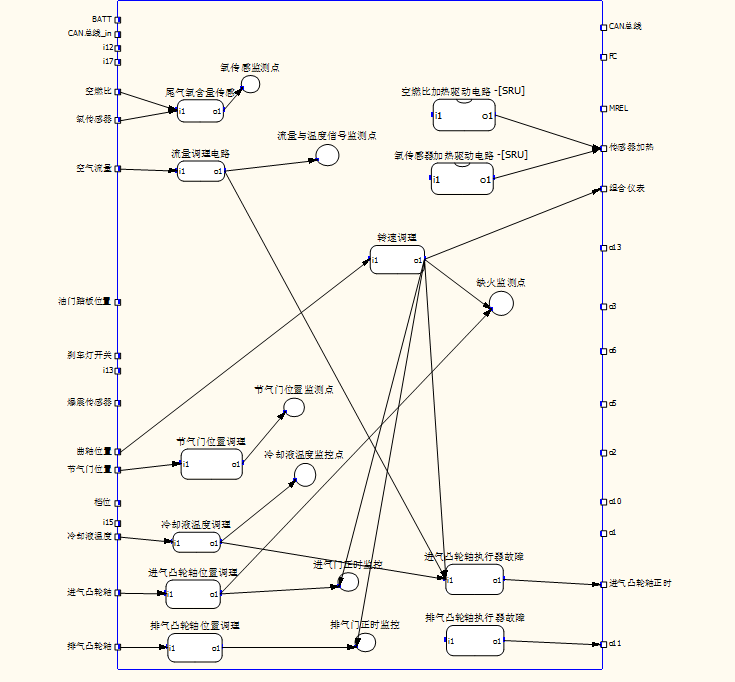 BATT
CAN总线_in
i12
i17
空燃比
氧传感器
空气流量
油门踏板位置
刹车灯开关
i13
爆震传感器
曲轴位置
节气门位置
档位
i15
冷却液温度
进气凸轮轴
排气凸轮轴
氧传感监测点
尾气氧含量传感
i1 o1
流量与温度信号监测点
流量调理电路
i1 o1
空燃比加热驱动电路 -[SRU]
i1 o1
氧传感器加热驱动电路 -[SRU]
i1 o1
转速调理
i1 o1
缺火监测点
节气门位置监测点
节气门位置调理
i1 o1
冷却液温度监控点
冷却液温度调理
i1 o1
进气凸轮轴位置调理
i1 o1
进气门正时监控
进气凸轮轴执行器故障
i1 o1
排气凸轮轴位置调理
i1 o1
排气门正时监控
排气凸轮轴执行器故障
i1 o1
CAN总线
FC
MREL
传感器加热
组合仪表
o13
o3
o6
o5
o2
o10
o1
进气凸轮轴正时
o11